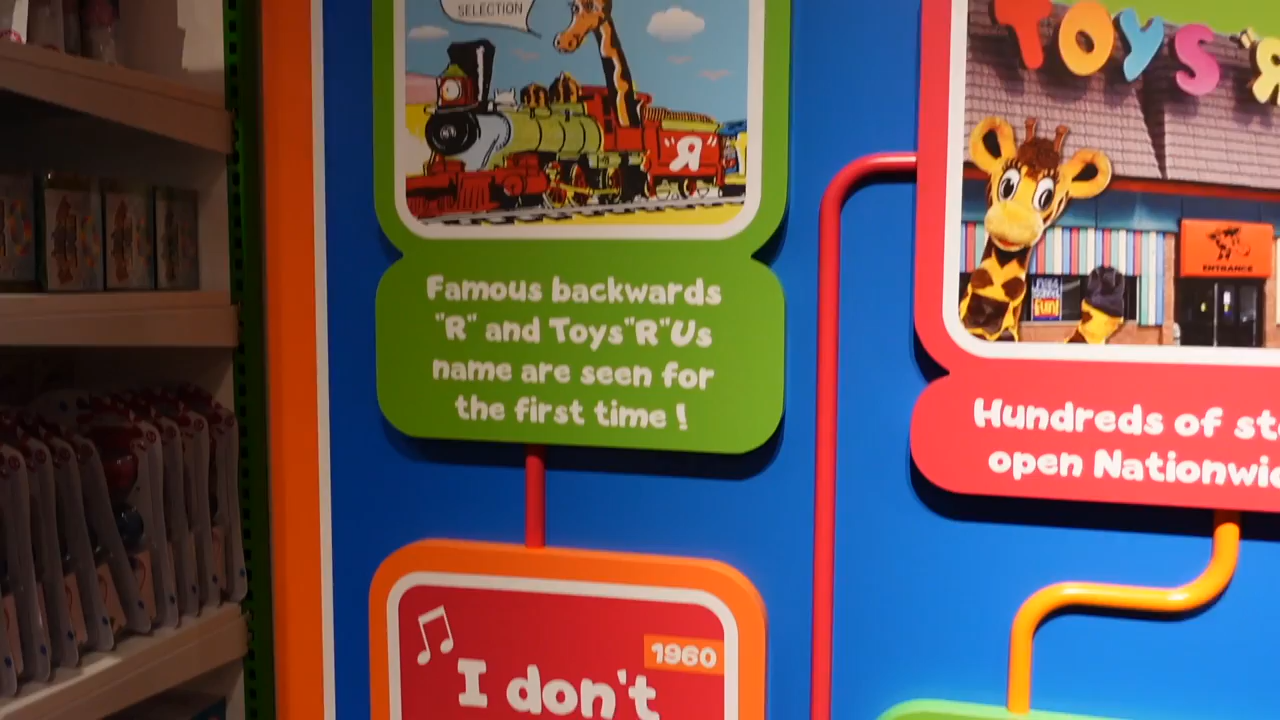 SELECTION
"R"
Famous backwards
"R" and Toys"R"Us
name are seen for
the first time !
1960
I don't
TOYS "R
ENTRANCE
fun!
Hundreds of st
open Nationwi